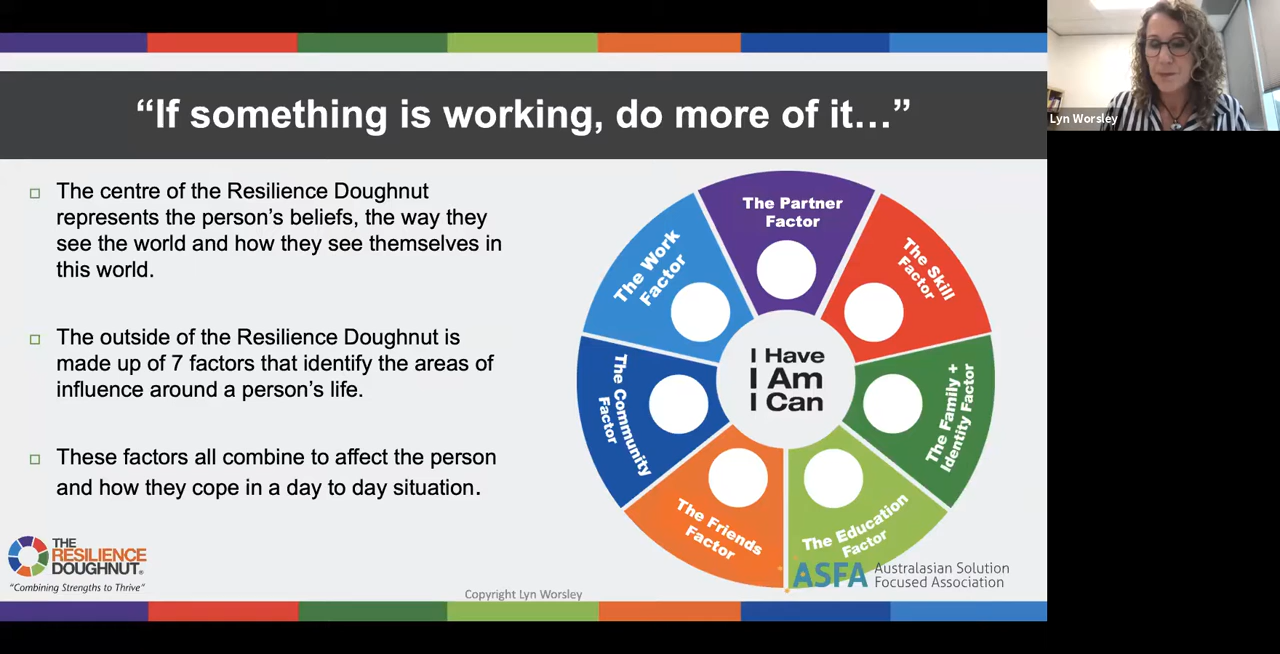 “If something is working, do more of it…”
The centre of the Resilience Doughnut
represents the person’s beliefs, the way they
see the world and how they see themselves in
this world.
The outside of the Resilience Doughnut is
made up of 7 factors that identify the areas of
influence around a person’s life.
These factors all combine to affect the person
and how they cope in a day to day situation.
The Partner
Factor
The Skill
Factor
The Family +
Identity Factor
The Education
Factor
The Friends
Factor
The Community
Factor
The Work
Factor
I Have
I Am
I Can
THE
RESILIENCE
DOUGHNUT®
“Combining Strengths to Thrive”
Copyright Lyn Worsley
ASFA
Australasian Solution
Focused Association
Lyn Worsley